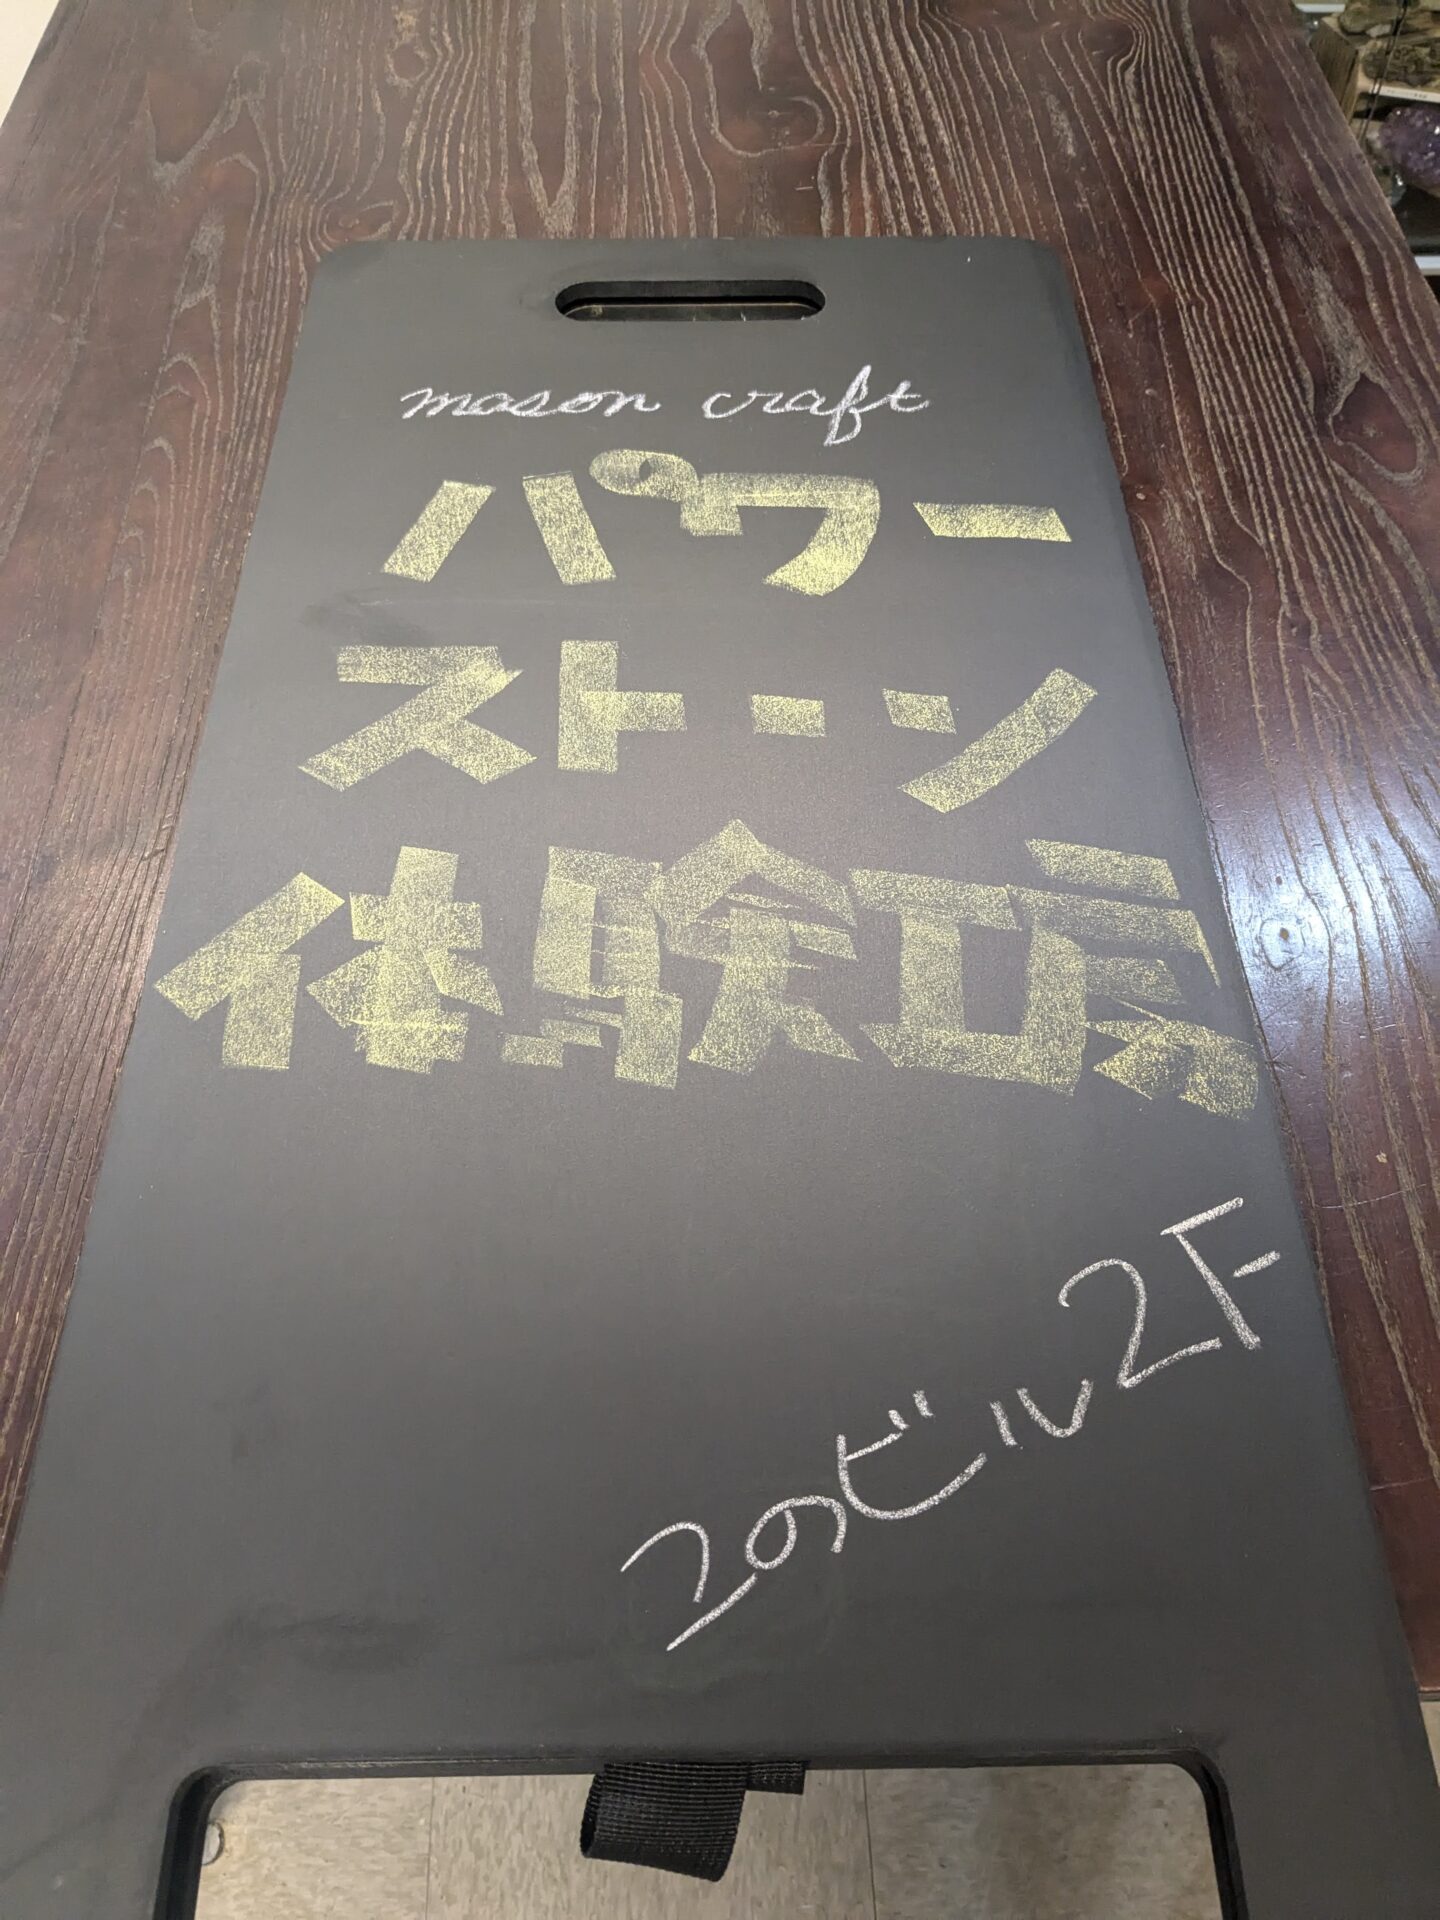 mason craft
パワー
ストーン
体験工房
このビル2F